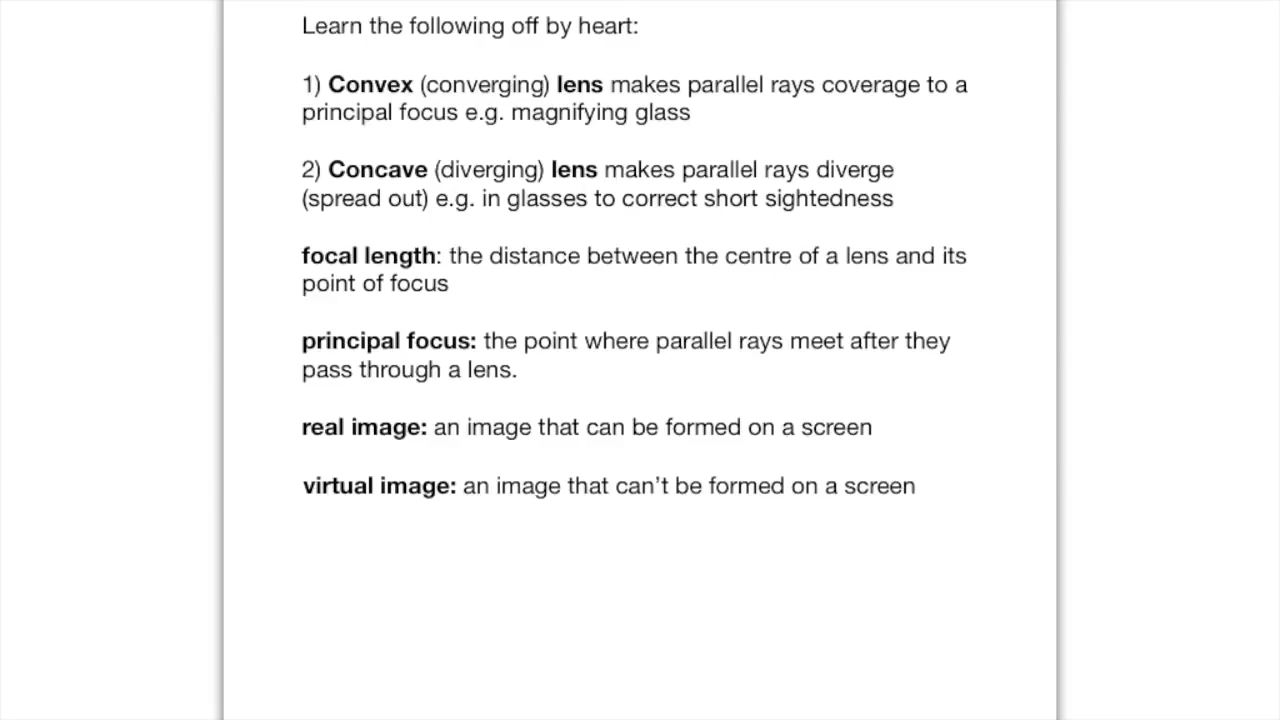 Learn the following off by heart:
1) Convex (converging) lens makes parallel rays coverage to a
principal focus e.g. magnifying glass
2) Concave (diverging) lens makes parallel rays diverge
(spread out) e.g. in glasses to correct short sightedness
focal length: the distance between the centre of a lens and its
point of focus
principal focus: the point where parallel rays meet after they
pass through a lens.
real image: an image that can be formed on a screen
virtual image: an image that can’t be formed on a screen